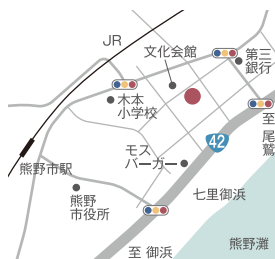 JR
文化会館
第三
銀行
木本
小学校
至
尾
鷲
モス
バーガー
42
熊野市駅
熊野
市役所
七里御浜
至 御浜
熊野灘